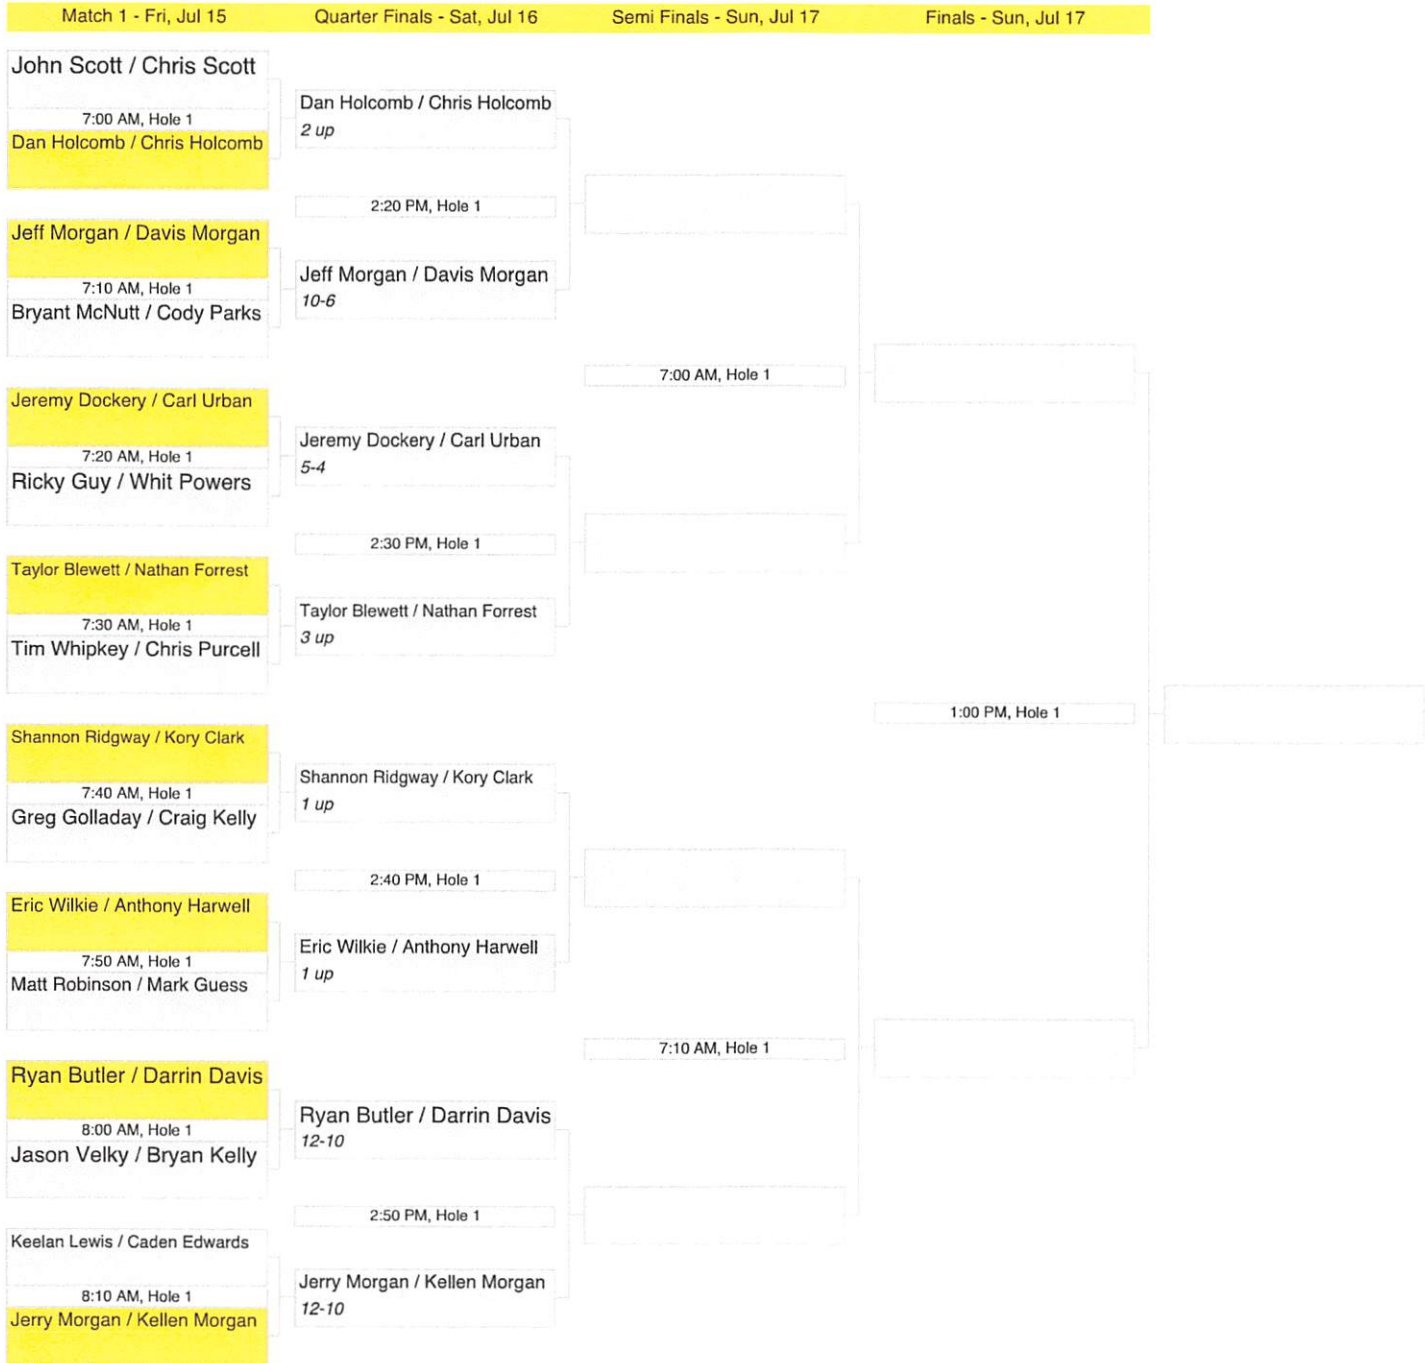 Match 1 - Fri, Jul 15
Quarter Finals - Sat, Jul 16
Semi Finals - Sun, Jul 17
Finals - Sun, Jul 17
John Scott / Chris Scott
7:00 AM, Hole 1
Dan Holcomb / Chris Holcomb
Jeff Morgan / Davis Morgan
7:10 AM, Hole 1
Bryant McNutt / Cody Parks
Jeremy Dockery / Carl Urban
7:20 AM, Hole 1
Ricky Guy / Whit Powers
Taylor Blewett / Nathan Forrest
7:30 AM, Hole 1
Tim Whipkey / Chris Purcell
Shannon Ridgway / Kory Clark
7:40 AM, Hole 1
Greg Golladay / Craig Kelly
Eric Wilkie / Anthony Harwell
7:50 AM, Hole 1
Matt Robinson / Mark Guess
Ryan Butler / Darrin Davis
8:00 AM, Hole 1
Jason Velky / Bryan Kelly
Keelan Lewis / Caden Edwards
8:10 AM, Hole 1
Jerry Morgan / Kellen Morgan
Dan Holcomb / Chris Holcomb
2 up
2:20 PM, Hole 1
Jeff Morgan / Davis Morgan
10-6
Jeremy Dockery / Carl Urban
5-4
2:30 PM, Hole 1
Taylor Blewett / Nathan Forrest
3 up
Shannon Ridgway / Kory Clark
1 up
2:40 PM, Hole 1
Eric Wilkie / Anthony Harwell
1 up
Ryan Butler / Darrin Davis
12-10
2:50 PM, Hole 1
Jerry Morgan / Kellen Morgan
12-10
7:00 AM, Hole 1
7:10 AM, Hole 1
1:00 PM, Hole 1